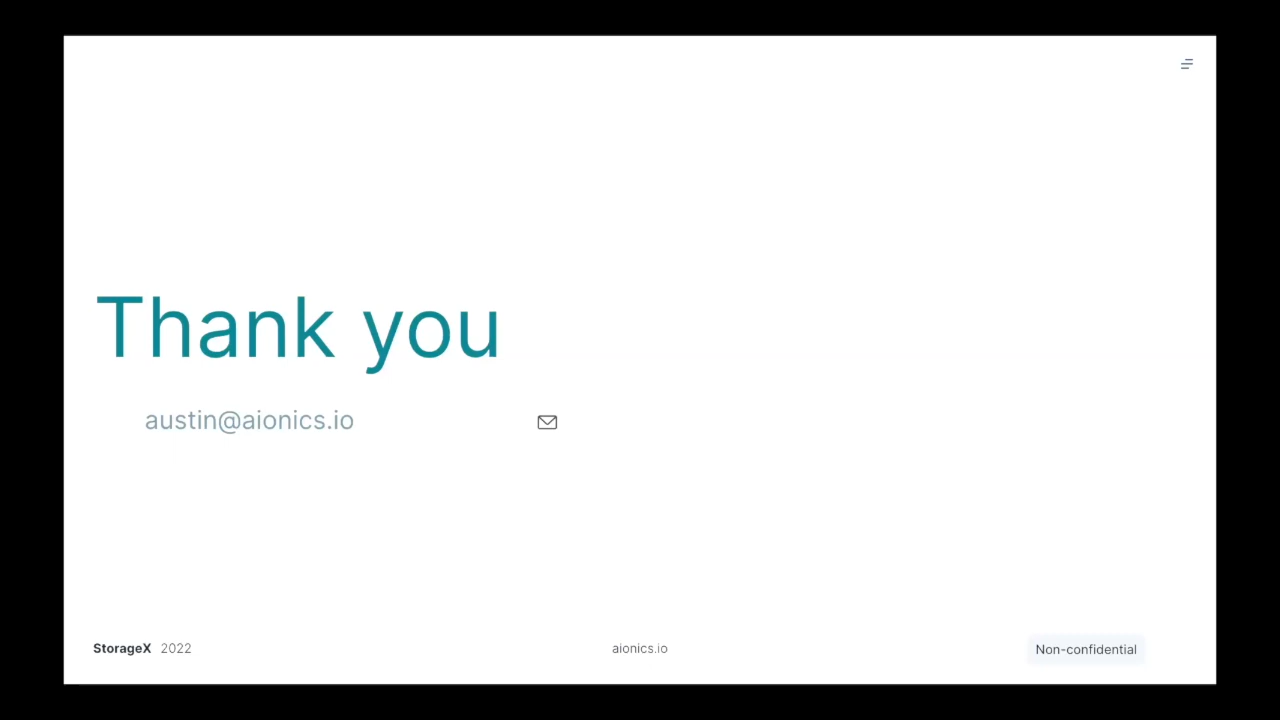 Thank you
austin@aionics.io
StorageX 2022
aionics.io
Non-confidential